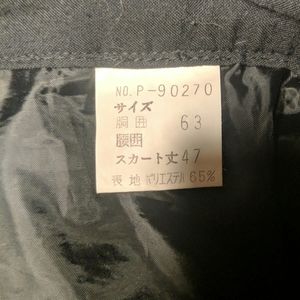 NO.P-90270
サイズ
胴囲 63
腰囲
スカート丈 47
表地 ポリエステル 65%